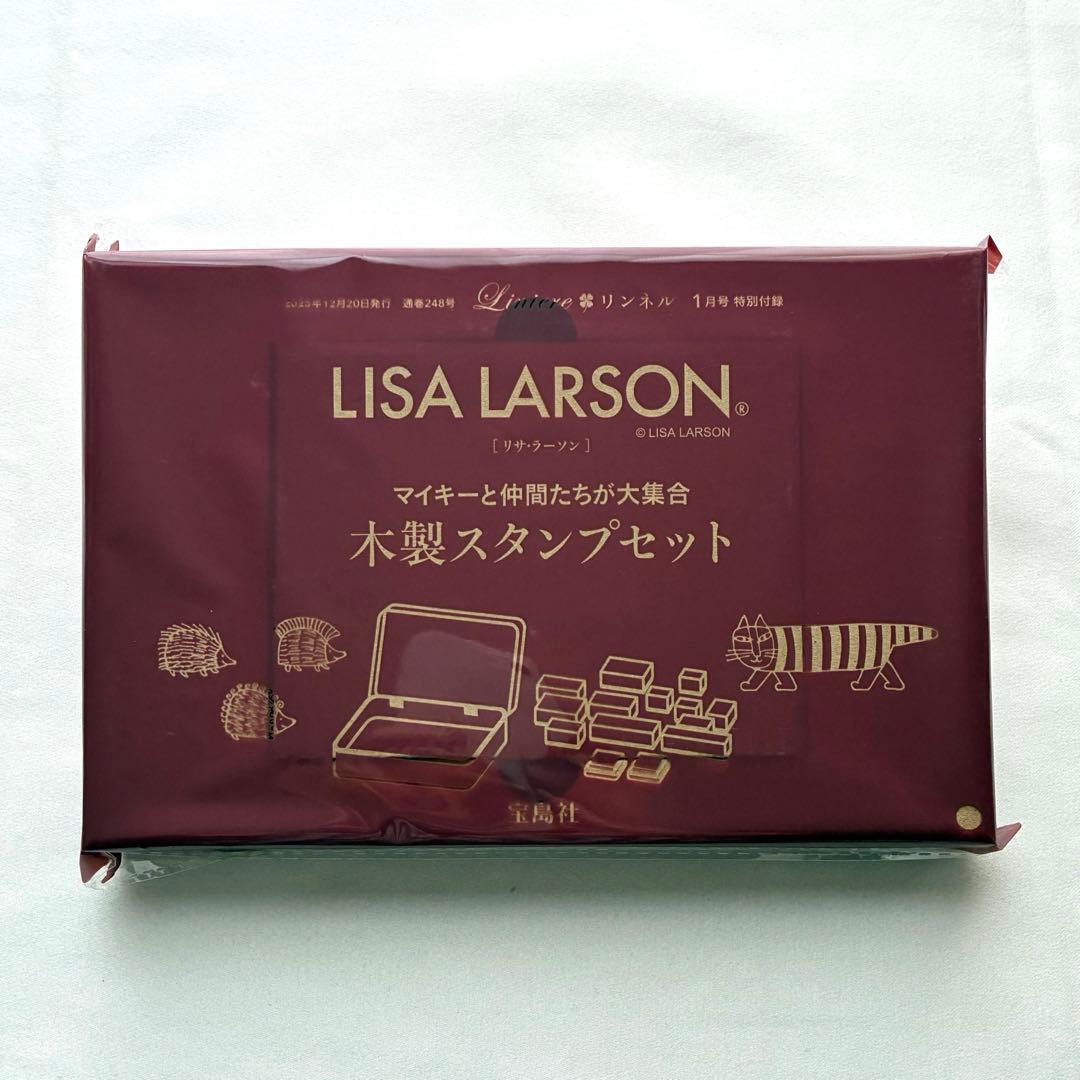 2025年12月20日発行 通巻248号 Liniere リンネル 1月号 特別付録
LISA LARSON®
© LISA LARSON
[リサ・ラーソン]
マイキーと仲間たちが大集合
木製スタンプセット
宝島社